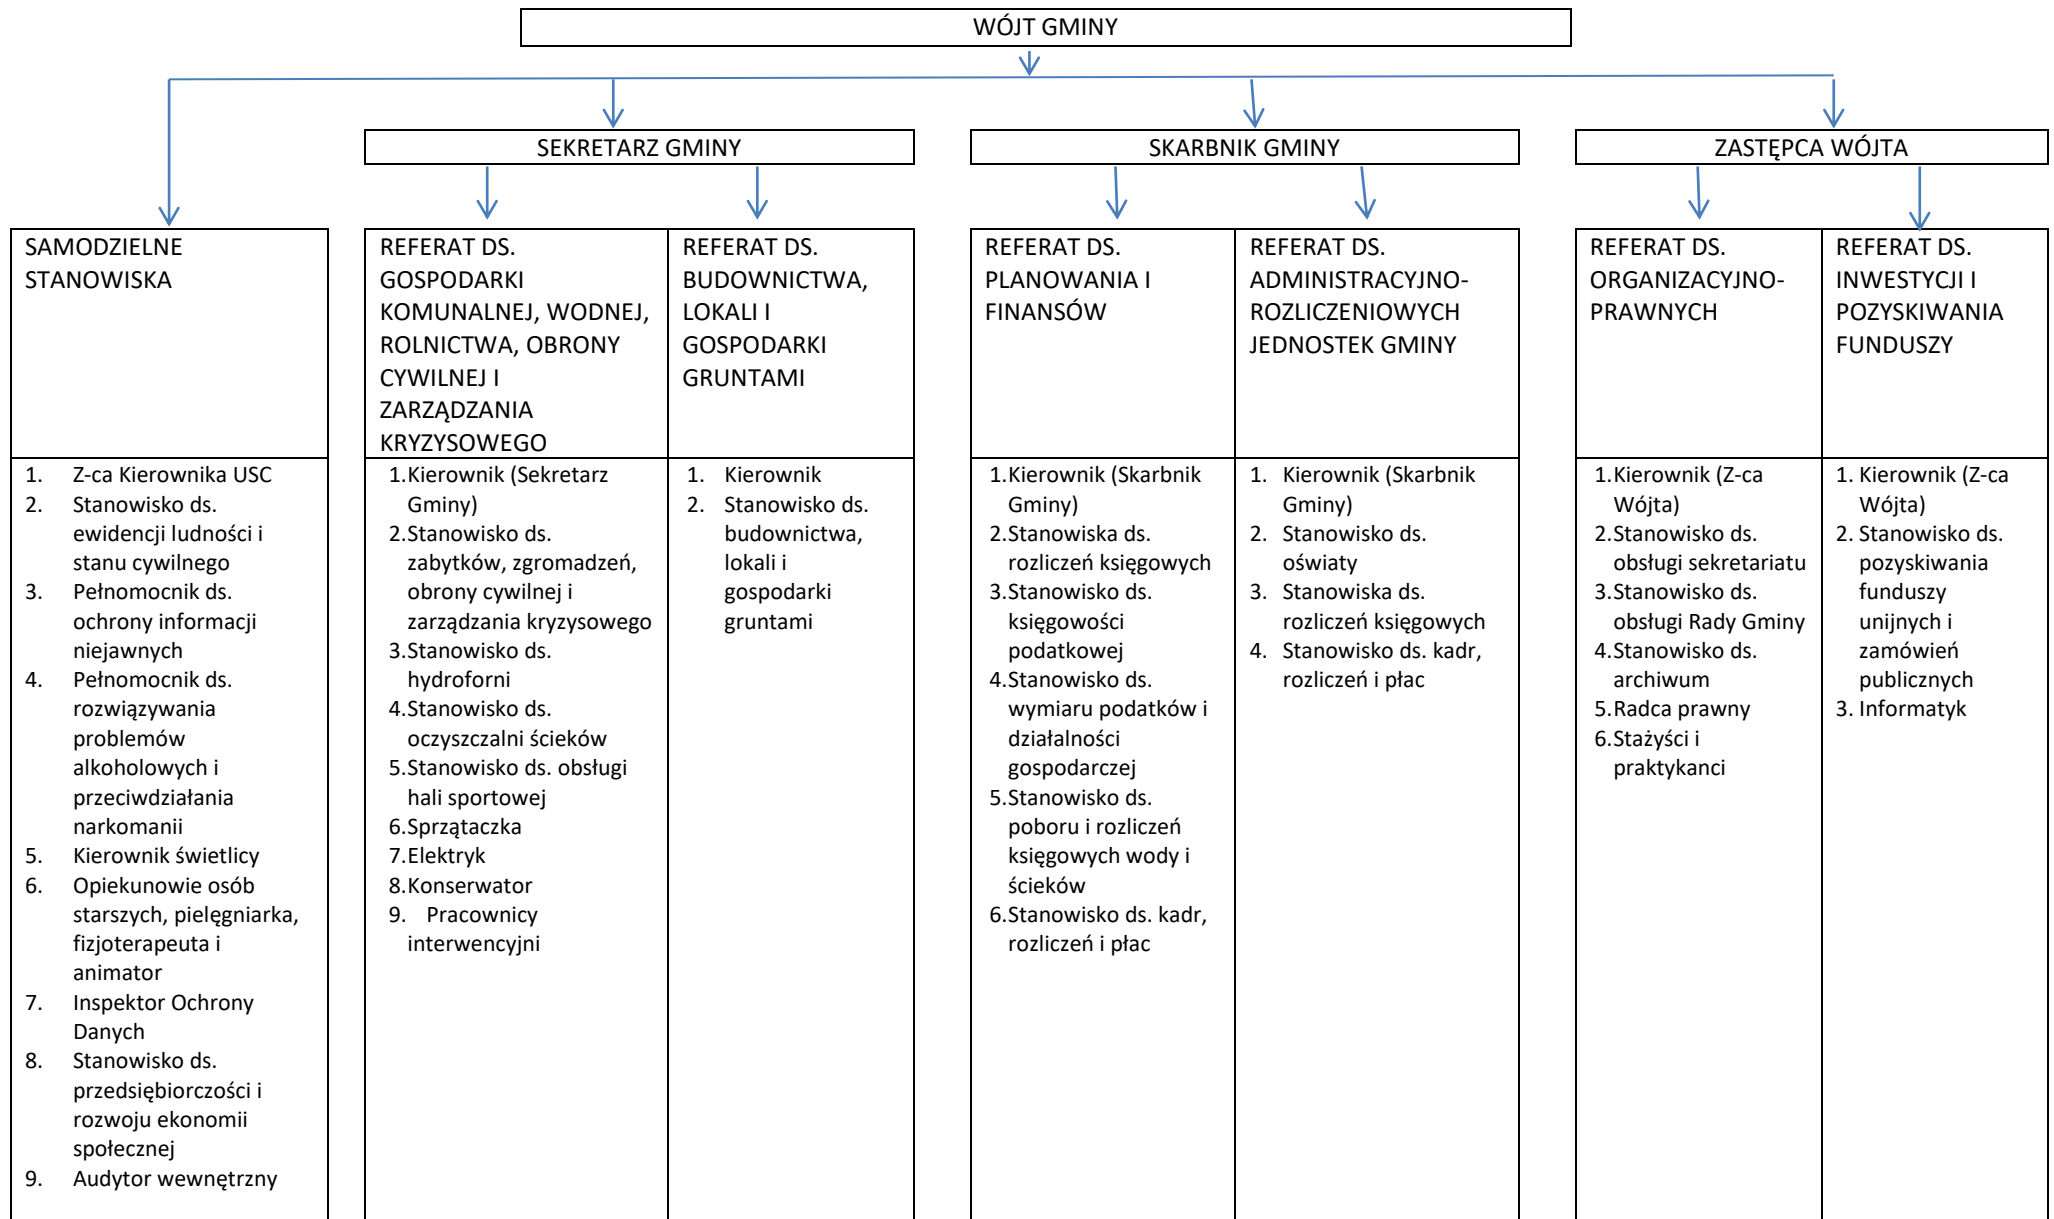 WÓJT GMINY
SEKRETARZ GMINY
SKARBNIK GMINY
ZASTĘPCA WÓJTA
SAMODZIELNE
STANOWISKA
1. Z-ca Kierownika USC
2. Stanowisko ds.
ewidencji ludności i
stanu cywilnego
3. Pełnomocnik ds.
ochrony informacji
niejawnych
4. Pełnomocnik ds.
rozwiązywania
problemów
alkoholowych i
przeciwdziałania
narkomanii
5. Kierownik świetlicy
6. Opiekunowie osób
starszych, pielęgniarka,
fizjoterapeuta i
animator
7. Inspektor Ochrony
Danych
8. Stanowisko ds.
przedsiębiorczości i
rozwoju ekonomii
społecznej
9. Audytor wewnętrzny
REFERAT DS.
GOSPODARKI
KOMUNALNEJ, WODNEJ,
ROLNICTWA, OBRONY
CYWILNEJ I
ZARZĄDZANIA
KRYZYSOWEGO
1.Kierownik (Sekretarz
Gminy)
2.Stanowisko ds.
zabytków, zgromadzeń,
obrony cywilnej i
zarządzania kryzysowego
3.Stanowisko ds.
hydroforni
4.Stanowisko ds.
oczyszczalni ścieków
5.Stanowisko ds. obsługi
hali sportowej
6.Sprzątaczka
7.Elektryk
8.Konserwator
9. Pracownicy
interwencyjni
REFERAT DS.
BUDOWNICTWA,
LOKALI I
GOSPODARKI
GRUNTAMI
1. Kierownik
2. Stanowisko ds.
budownictwa,
lokali i
gospodarki
gruntami
REFERAT DS.
PLANOWANIA I
FINANSÓW
1.Kierownik (Skarbnik
Gminy)
2.Stanowiska ds.
rozliczeń księgowych
3.Stanowisko ds.
księgowości
podatkowej
4.Stanowisko ds.
wymiaru podatków i
działalności
gospodarczej
5.Stanowisko ds.
poboru i rozliczeń
księgowych wody i
ścieków
6.Stanowisko ds. kadr,
rozliczeń i płac
REFERAT DS.
ADMINISTRACYJNO-
ROZLICZENIOWYCH
JEDNOSTEK GMINY
1. Kierownik (Skarbnik
Gminy)
2. Stanowisko ds.
oświaty
3. Stanowiska ds.
rozliczeń księgowych
4. Stanowisko ds. kadr,
rozliczeń i płac
REFERAT DS.
ORGANIZACYJNO-
PRAWNYCH
1.Kierownik (Z-ca
Wójta)
2.Stanowisko ds.
obsługi sekretariatu
3.Stanowisko ds.
obsługi Rady Gminy
4.Stanowisko ds.
archiwum
5.Radca prawny
6.Stażyści i
praktykanci
REFERAT DS.
INWESTYCJI I
POZYSKIWANIA
FUNDUSZY
1. Kierownik (Z-ca
Wójta)
2. Stanowisko ds.
pozyskiwania
funduszy
unijnych i
zamówień
publicznych
3. Informatyk